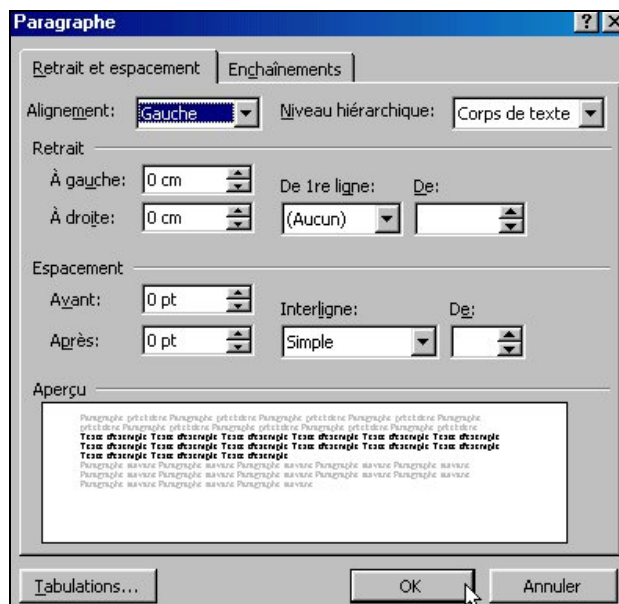 Paragraphe
Retrait et espacement Enchaînements
Alignement: Gauche Niveau hiérarchique: Corps de texte
Retrait
À gauche: 0 cm De 1re ligne: De:
À droite: 0 cm (Aucun)
Espacement
Avant: 0 pt Interligne: De:
Après: 0 pt Simple
Aperçu
Tabulations... OK Annuler